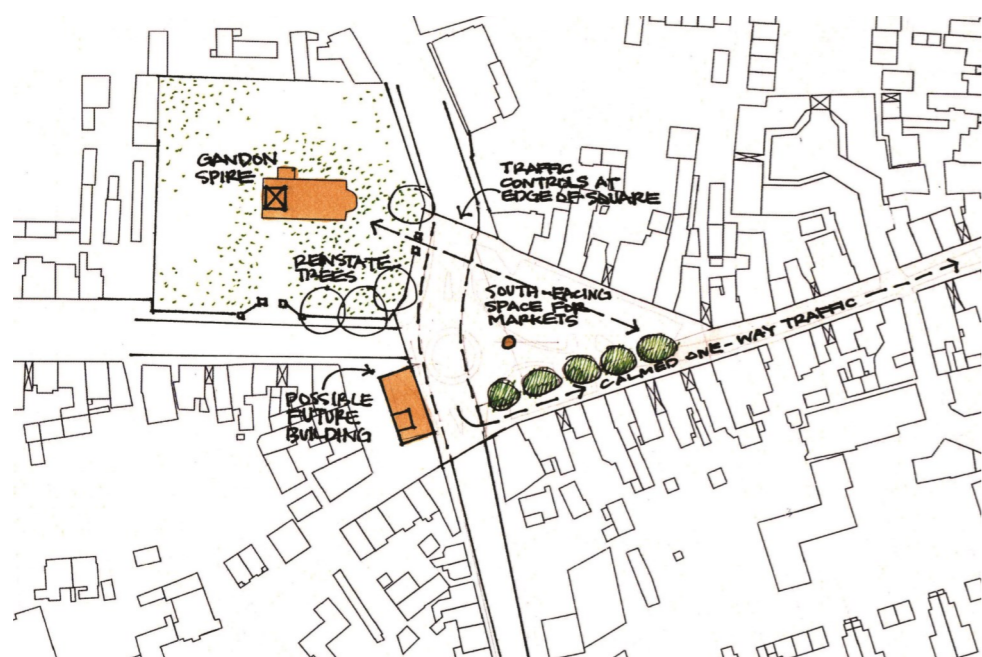 GANDON
SPIRE
TRAFFIC
CONTROLS AT
EDGE OF SQUARE
REINSTATE
TREES
SOUTH-FACING
SPACE FOR
MARKETS
CALMED ONE-WAY TRAFFIC
POSSIBLE
FUTURE
BUILDING